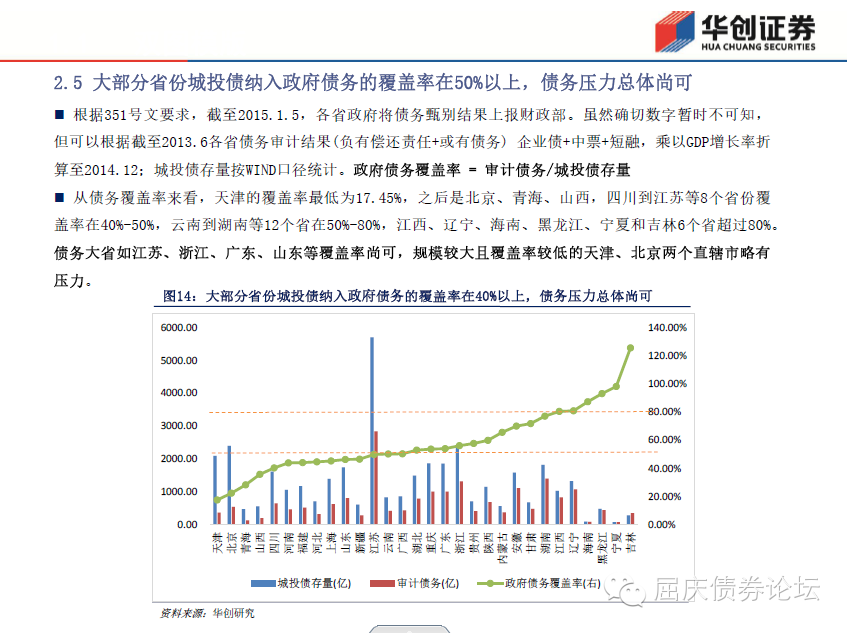 华创证券
HUA CHUANG SECURITIES
2.5 大部分省份城投债纳入政府债务的覆盖率在50%以上，债务压力总体尚可
■ 根据351号文要求，截至2015.1.5，各省政府将债务甄别结果上报财政部。虽然确切数字暂时不可知，
但可以根据截至2013.6各省债务审计结果(负有偿还责任+或有债务) 企业债+中票+短融，乘以GDP增长率折
算至2014.12；城投债存量按WIND口径统计。政府债务覆盖率 = 审计债务/城投债存量
■ 从债务覆盖率来看，天津的覆盖率最低为17.45%，之后是北京、青海、山西，四川到江苏等8个省份覆
盖率在40%-50%，云南到湖南等12个省在50%-80%，江西、辽宁、海南、黑龙江、宁夏和吉林6个省超过80%。
债务大省如江苏、浙江、广东、山东等覆盖率尚可，规模较大且覆盖率较低的天津、北京两个直辖市略有
压力。
图14：大部分省份城投债纳入政府债务的覆盖率在40%以上，债务压力总体尚可
6000.00 140.00%
5000.00 120.00%
4000.00 100.00%
3000.00 80.00%
2000.00 60.00%
1000.00 40.00%
0.00 20.00%
0.00%
天津 北京 青海 山西 四川 河南 福建 河北 上海 山东 新疆 江苏 云南 广西 湖北 重庆 广东 浙江 贵州 陕西 内蒙古 安徽 甘肃 湖南 江西 辽宁 海南 黑龙江 宁夏 吉林
城投债存量(亿) 审计债务(亿) 政府债务覆盖率(右)
屈庆债券论坛
资料来源：华创研究